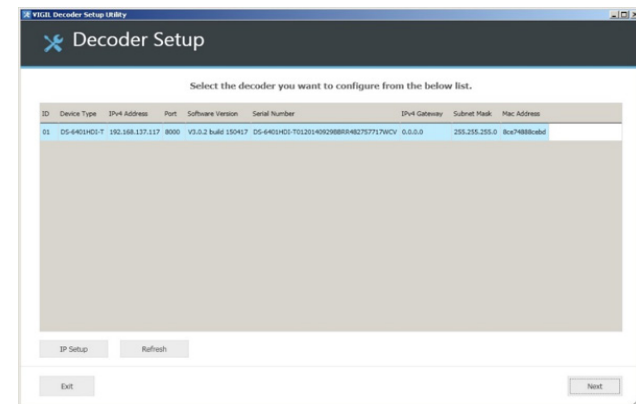 VIGIL Decoder Setup Utility
Decoder Setup
Select the decoder you want to configure from the below list.
ID Device Type IPv4 Address Port Software Version Serial Number IPv4 Gateway Subnet Mask Mac Address
01 DS-6401HDI-T 192.168.137.117 8000 V3.0.2 build 150417 0.0.0.0 255.255.255.0
IP Setup Refresh
Exit Next